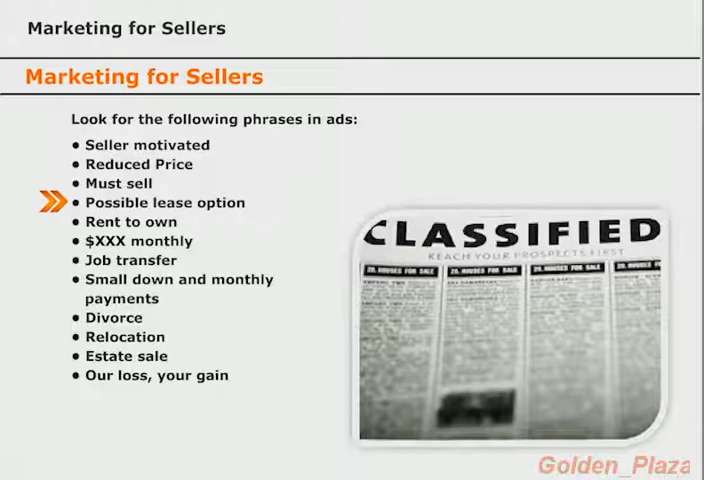 Marketing for Sellers
Marketing for Sellers
Look for the following phrases in ads:
• Seller motivated
• Reduced Price
• Must sell
• Possible lease option
• Rent to own
• $XXX monthly
• Job transfer
• Small down and monthly
payments
• Divorce
• Relocation
• Estate sale
• Our loss, your gain
CLASSIFIED
REACH YOUR PROSPECTS FIRST
20. HOUSES FOR SALE 20. HOUSES FOR SALE 20. HOUSES FOR SALE
Golden_Plaza